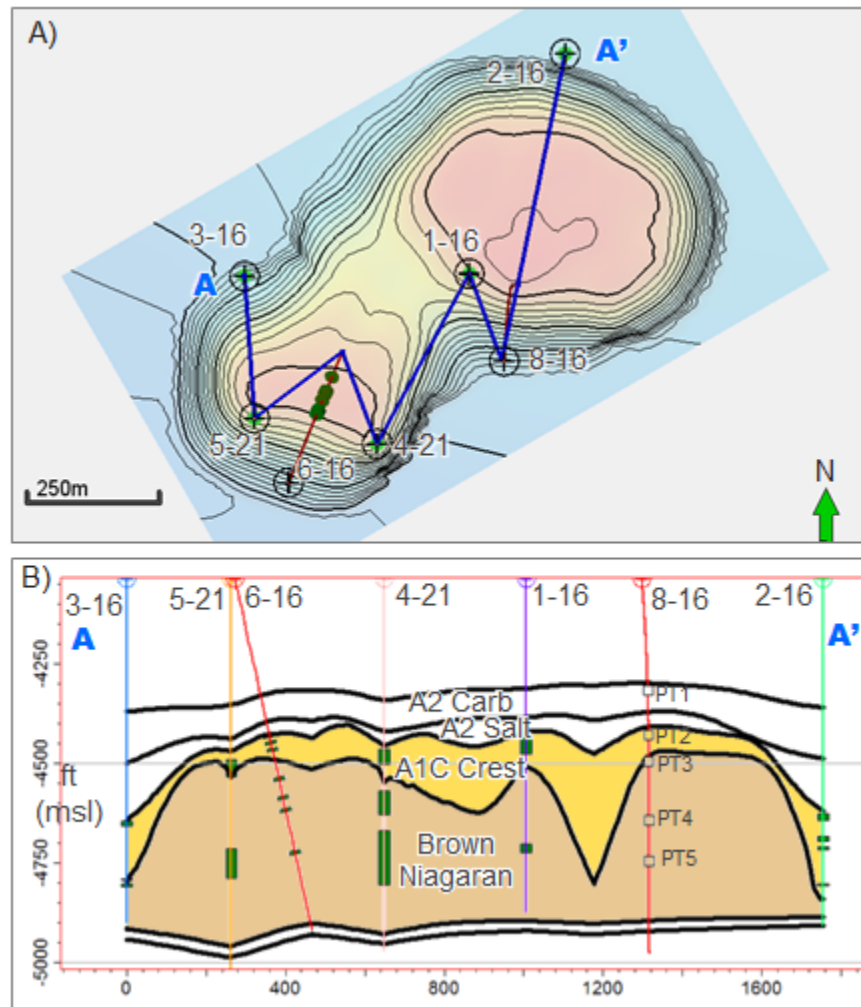 A)
A'
2-16
3-16
1-16
A
8-16
5-21
4-21
6-16
250m
N
B)
3-16 5-21 6-16 4-21 1-16 8-16 2-16
A A'
-4250
A2 Carb PT1
A2 Salt PT2
-4500
ft A1C Crest PT3
(msl)
PT4
Brown
-4750
Niagaran PT5
-5000
0 400 800 1200 1600